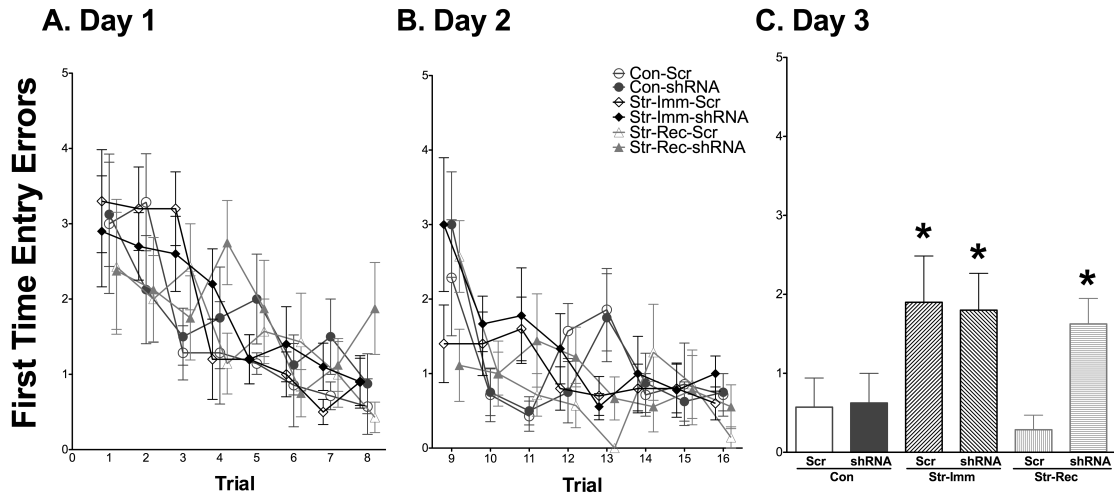 A. Day 1
B. Day 2
C. Day 3
First Time Entry Errors
5
4
3
2
1
0
0 1 2 3 4 5 6 7 8
Trial
5
4
3
2
1
0
9 10 11 12 13 14 15 16
Trial
Con-Scr
Con-shRNA
Str-Imm-Scr
Str-Imm-shRNA
Str-Rec-Scr
Str-Rec-shRNA
5
4
3
2
1
0
* * *
Scr shRNA Scr shRNA Scr shRNA
Con Str-Imm Str-Rec